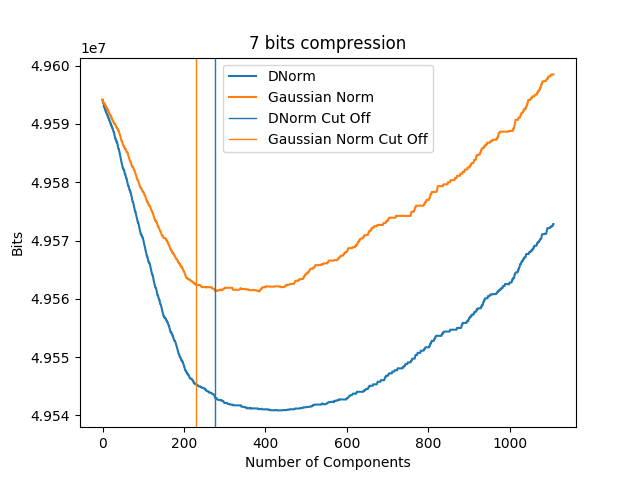 7 bits compression
1e7
4.960
4.959
4.958
4.957
4.956
4.955
4.954
Bits
DNorm
Gaussian Norm
DNorm Cut Off
Gaussian Norm Cut Off
0 200 400 600 800 1000
Number of Components